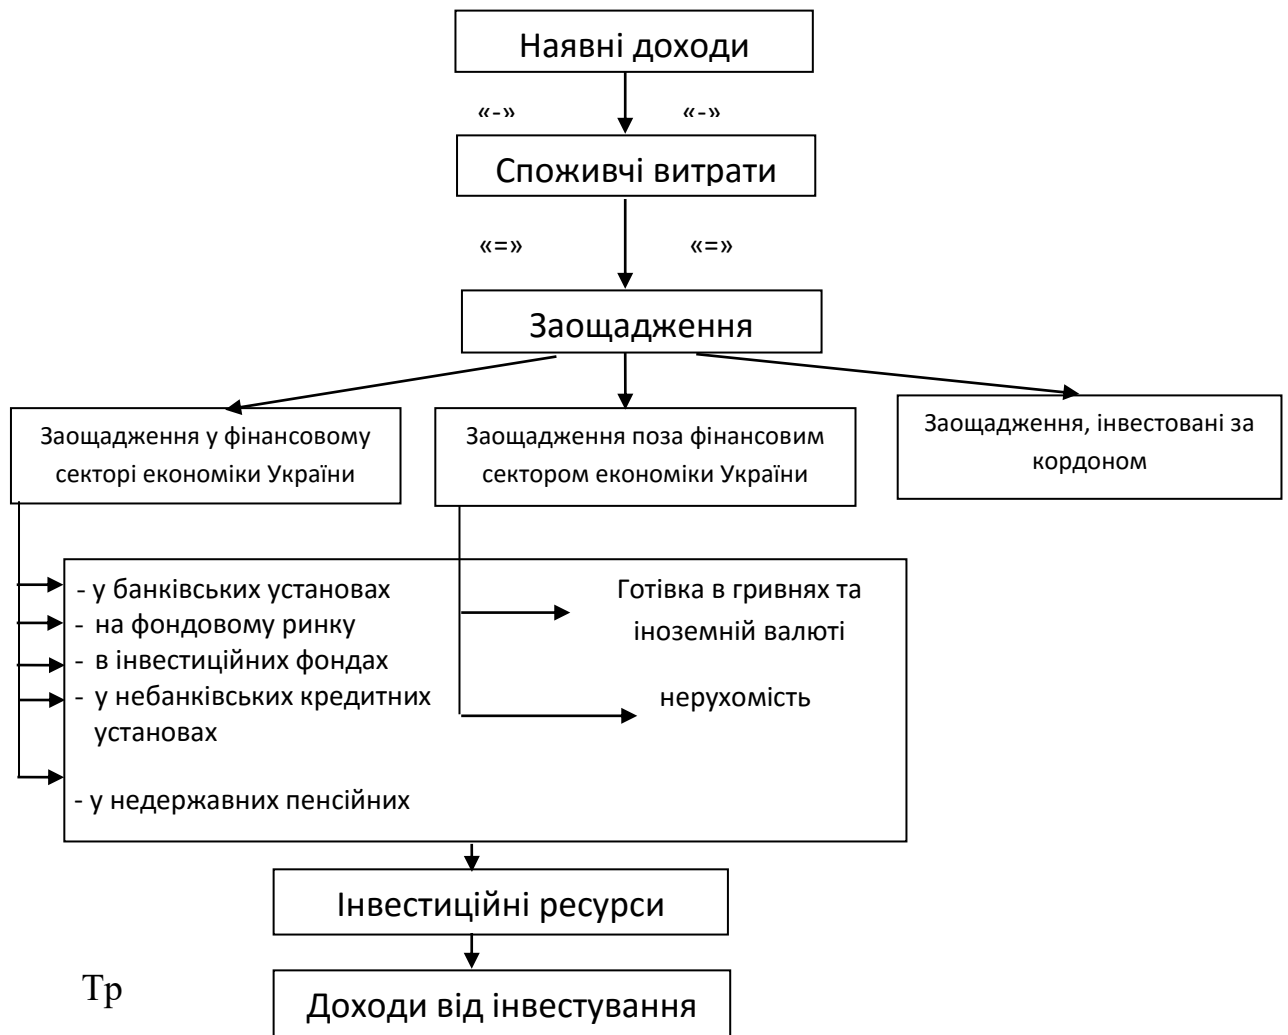 Наявні доходи
«-» «-»
Споживчі витрати
«=» «=»
Заощадження
Заощадження у фінансовому
секторі економіки України
Заощадження поза фінансовим
сектором економіки України
Заощадження, інвестовані за
кордоном
- у банківських установах
- на фондовому ринку
- в інвестиційних фондах
- у небанківських кредитних
установах
- у недержавних пенсійних
Готівка в гривнях та
іноземній валюті
нерухомість
Інвестиційні ресурси
Тр
Доходи від інвестування